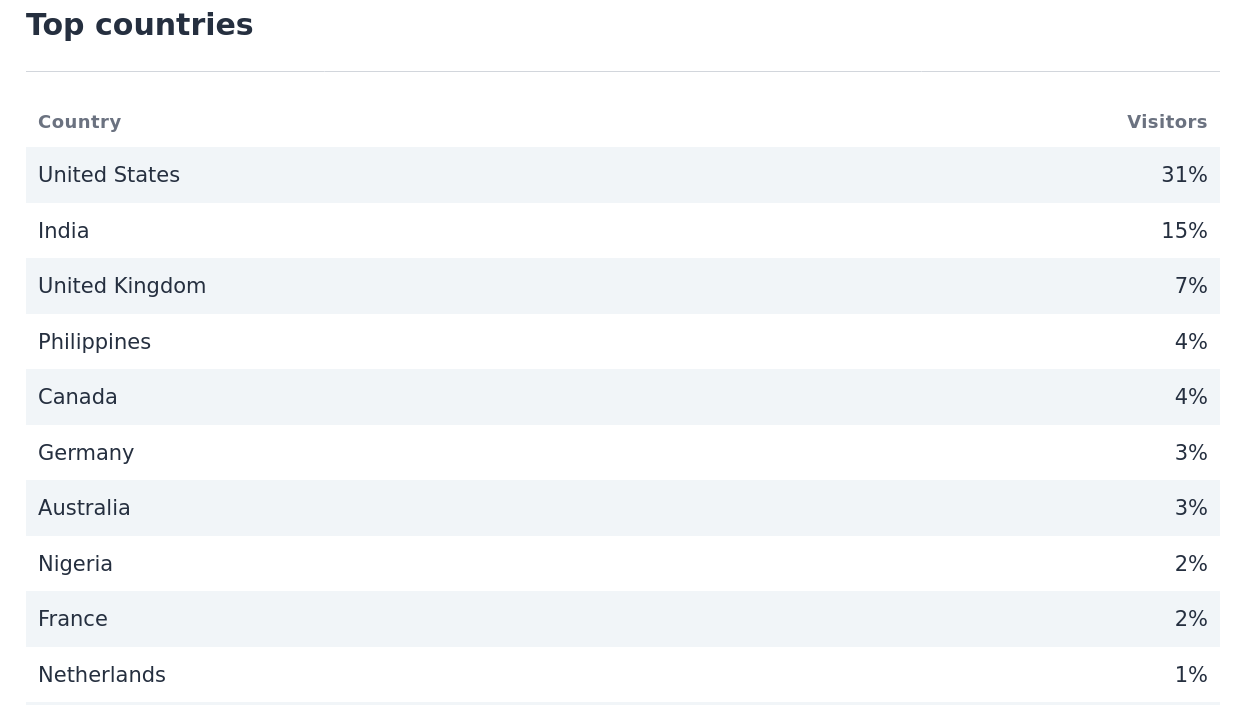 Top countries
Country Visitors
United States 31%
India 15%
United Kingdom 7%
Philippines 4%
Canada 4%
Germany 3%
Australia 3%
Nigeria 2%
France 2%
Netherlands 1%